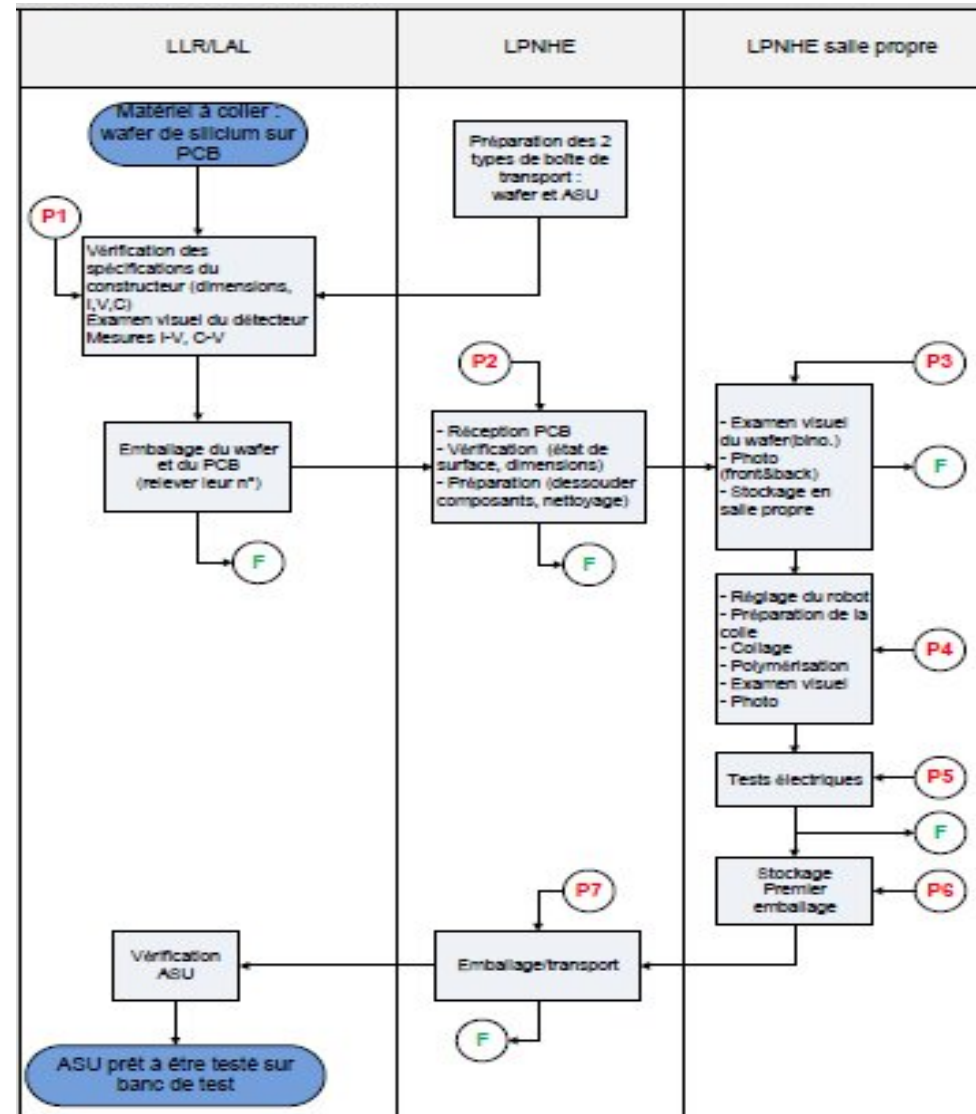 LLR/LAL
LPNHE
LPNHE salle propre
Matériel à coller :
wafer de silicium sur
PCB
Préparation des 2
types de boîte de
transport :
wafer et ASU
P1
Vérification des
spécifications du
constructeur (dimensions,
I,V,C)
Examen visuel du détecteur
Mesures I-V, C-V
P2
P3
Emballage du wafer
et du PCB
(relever leur n°)
- Réception PCB
- Vérification (état de
surface, dimensions)
- Préparation (dessouder
composants, nettoyage)
- Examen visuel
du wafer(bino.)
- Photo
(front&back)
- Stockage en
salle propre
F
F
F
- Réglage du robot
- Préparation de la
colle
- Collage
- Polymérisation
- Examen visuel
- Photo
P4
Tests électriques
P5
F
Stockage
Premier
emballage
P6
P7
Vérification
ASU
Emballage/transport
F
ASU prêt à être testé sur
banc de test